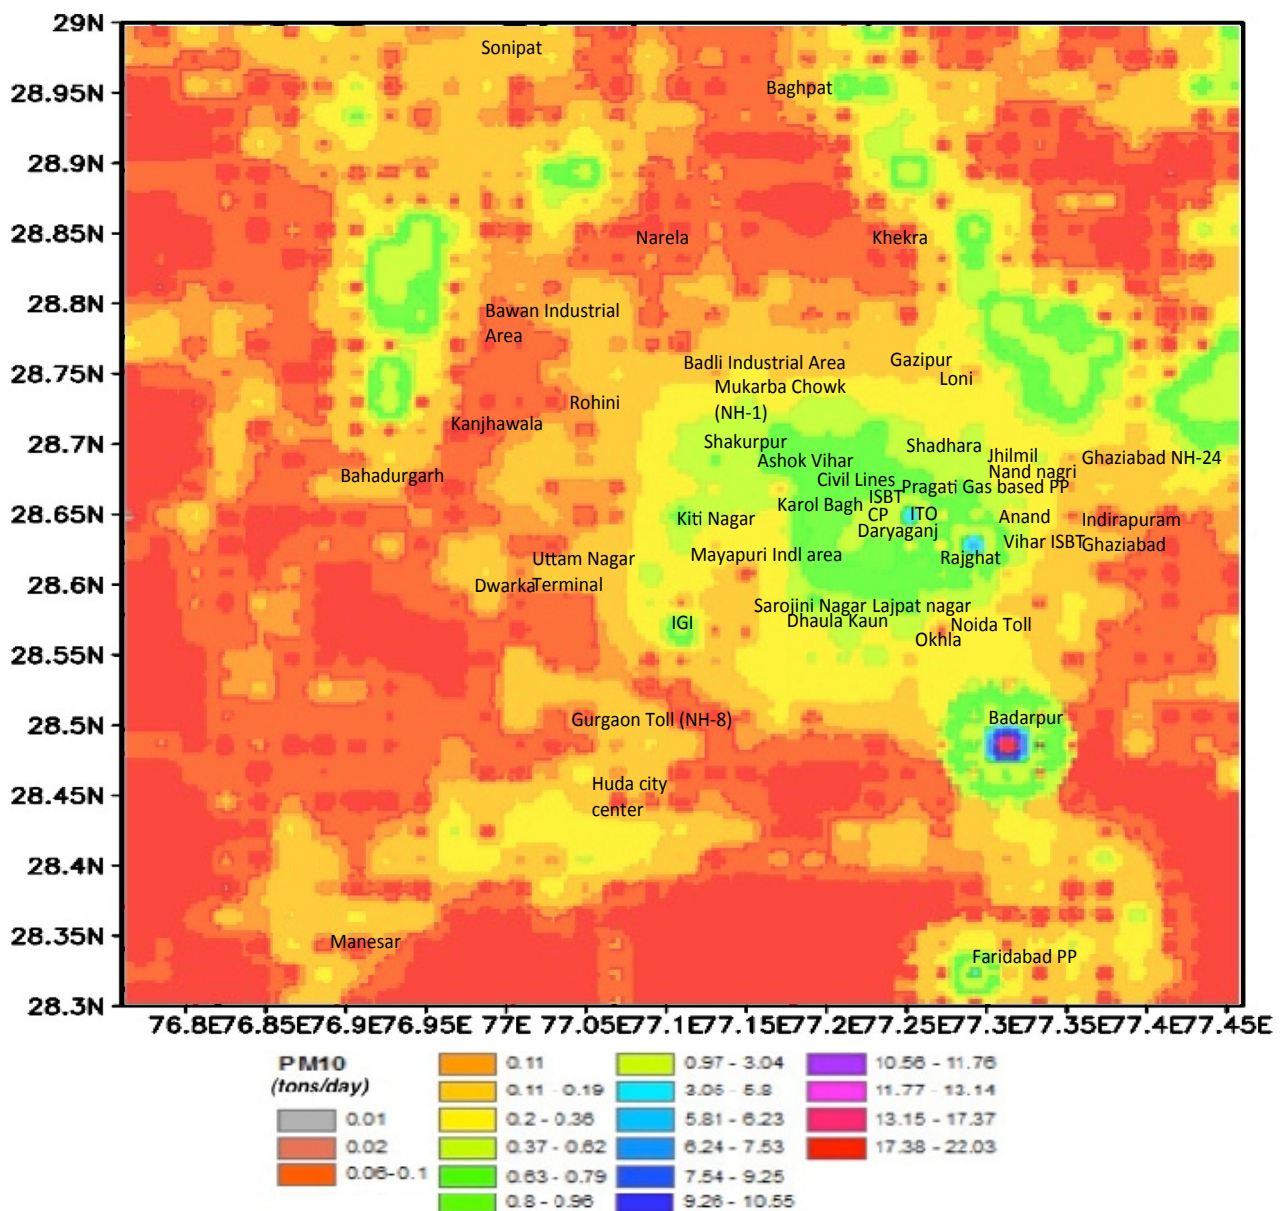 29N
Sonipat
28.95N
Baghpat
28.9N
28.85N
Narela
Khekra
28.8N
Bawan Industrial
Area
28.75N
Badli Industrial Area
Gazipur
Loni
Mukarba Chowk
(NH-1)
Rohini
Kanjhawala
28.7N
Shakurpur
Shadhara
Ashok Vihar
Jhilmil
Ghaziabad NH-24
Nand nagri
Bahadurgarh
Civil Lines
Pragati Gas based PP
ISBT
Karol Bagh
28.65N
Kiti Nagar
CP
ITO
Anand
Indirapuram
Daryaganj
Vihar ISBT
Ghaziabad
Mayapuri Indl area
Rajghat
Uttam Nagar
Terminal
28.6N
Dwarka
Sarojini Nagar Lajpat nagar
IGI
Dhaula Kaun
Noida Toll
Okhla
28.55N
28.5N
Gurgaon Toll (NH-8)
Badarpur
28.45N
Huda city
center
28.4N
28.35N
Manesar
Faridabad PP
28.3N
76.8E 76.85E 76.9E 76.95E 77E 77.05E 77.1E 77.15E 77.2E 77.25E 77.3E 77.35E 77.4E 77.45E
PM10
(tons/day)
0.01
0.02
0.06-0.1
0.11
0.11 - 0.19
0.2 - 0.36
0.37 - 0.62
0.63 - 0.79
0.8 - 0.96
0.97 - 3.04
3.05 - 5.8
5.81 - 6.23
6.24 - 7.53
7.54 - 9.25
9.26 - 10.55
10.56 - 11.76
11.77 - 13.14
13.15 - 17.37
17.38 - 22.03